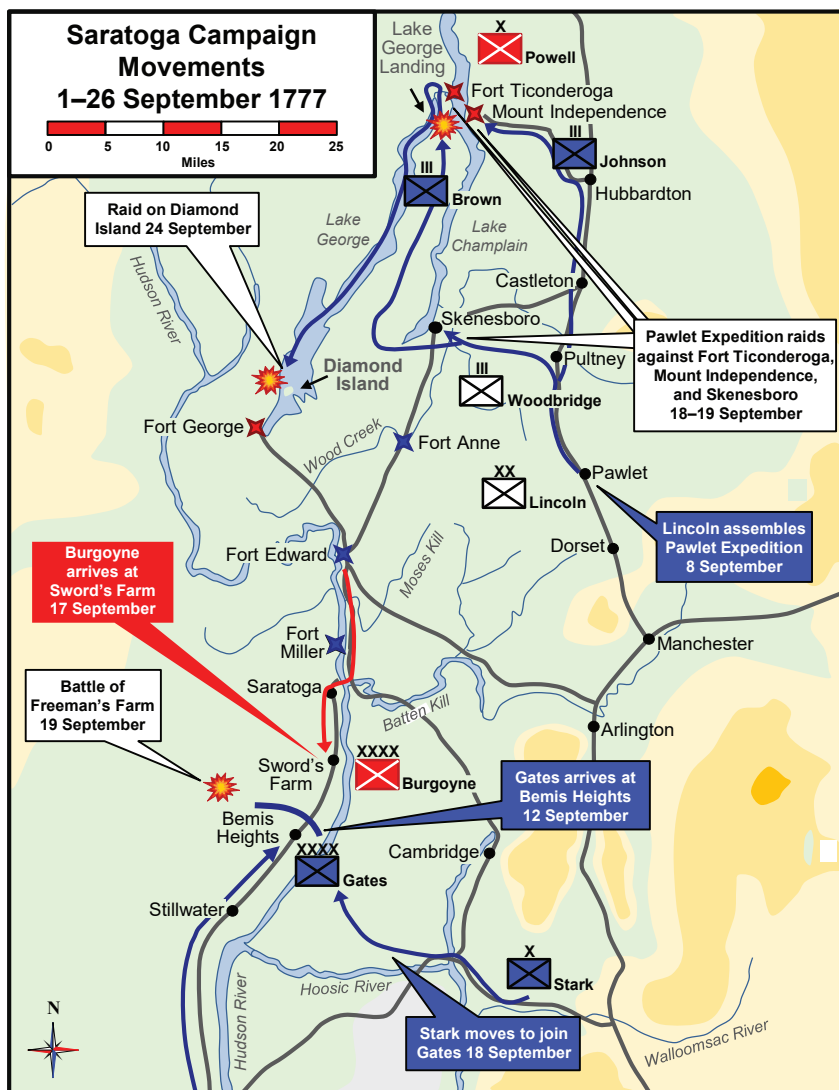 Saratoga Campaign
Movements
1–26 September 1777
0 5 10 15 20 25
Miles
Lake
George
Landing
X
Powell
Fort Ticonderoga
Mount Independence
III
Johnson
Hubbardton
III
Brown
Raid on Diamond
Island 24 September
Lake
George
Lake
Champlain
Hudson River
Castleton
Skenesboro
Pultney
Pawlet Expedition raids
against Fort Ticonderoga,
Mount Independence,
and Skenesboro
18–19 September
Diamond
Island
III
Woodbridge
Fort George
Wood Creek
Fort Anne
Pawlet
XX
Lincoln
Lincoln assembles
Pawlet Expedition
8 September
Burgoyne
arrives at
Sword’s Farm
17 September
Fort Edward
Moses Kill
Dorset
Fort
Miller
Manchester
Saratoga
Batten Kill
Battle of
Freeman’s Farm
19 September
Arlington
Sword’s
Farm
XXXX
Burgoyne
Gates arrives at
Bemis Heights
12 September
Bemis
Heights
XXXX
Gates
Cambridge
Stillwater
X
Stark
Hoosic River
Hudson River
Stark moves to join
Gates 18 September
Walloomsac River
N